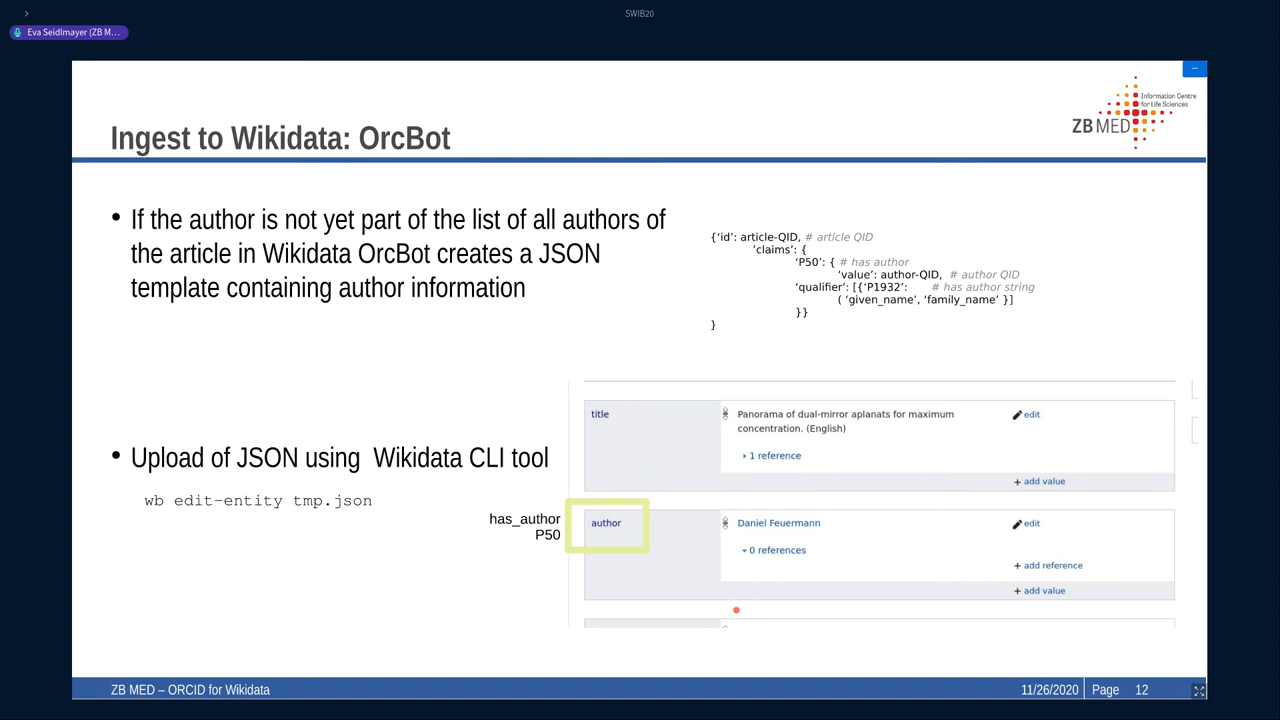 SWIB20
Eva Seidlmayer (ZB M...
Information Centre
for Life Sciences
ZB MED
Ingest to Wikidata: OrcBot
• If the author is not yet part of the list of all authors of
the article in Wikidata OrcBot creates a JSON
template containing author information
{‘id’: article-QID, # article QID
‘claims’: {
‘P50’: { # has author
‘value’: author-QID, # author QID
‘qualifier’: [{‘P1932’: # has author string
( ‘given_name’, ‘family_name’ }]
}}
}
• Upload of JSON using Wikidata CLI tool
wb edit-entity tmp.json
has_author
P50
title
Panorama of dual-mirror aplanats for maximum
concentration. (English)
edit
1 reference
+ add value
author
Daniel Feuermann
edit
0 references
+ add reference
+ add value
ZB MED – ORCID for Wikidata
11/26/2020 Page 12